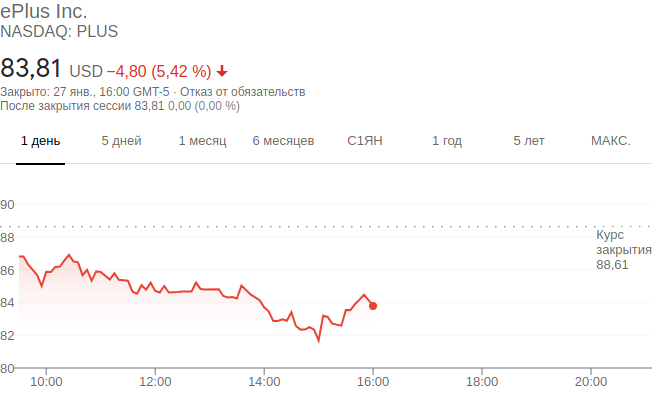 ePlus Inc.
NASDAQ: PLUS
83,81 USD −4,80 (5,42 %)
Закрыто: 27 янв., 16:00 GMT-5 · Отказ от обязательств
После закрытия сессии 83,81 0,00 (0,00 %)
1 день 5 дней 1 месяц 6 месяцев С1ЯН 1 год 5 лет МАКС.
90
Курс
закрытия
88,61
88
86
84
82
80
10:00 12:00 14:00 16:00 18:00 20:00